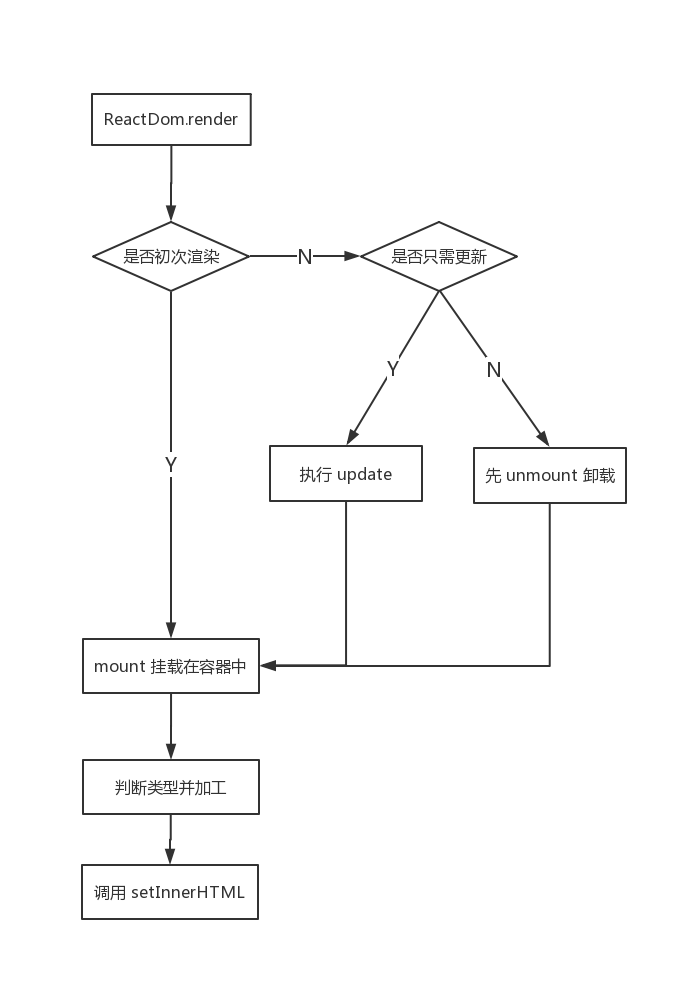 ReactDom.render
是否初次渲染
N
是否只需更新
Y
N
Y
执行 update
先 unmount 卸载
mount 挂载在容器中
判断类型并加工
调用 setInnerHTML